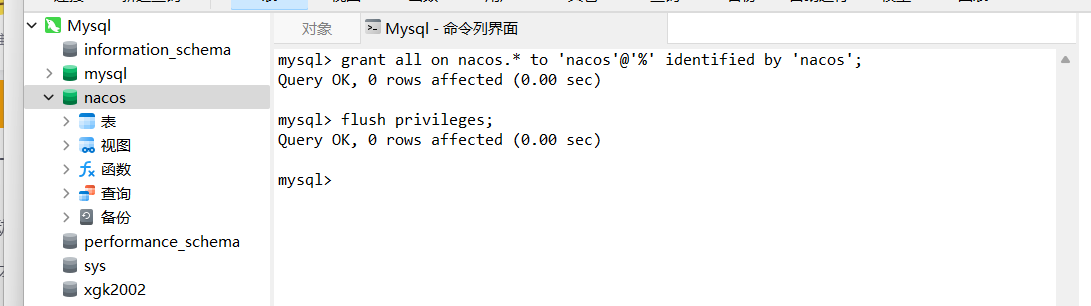 Mysql
information_schema
mysql
nacos
表
视图
函数
查询
备份
performance_schema
sys
xgk2002
对象
Mysql - 命令列界面
mysql> grant all on nacos.* to 'nacos'@'%' identified by 'nacos';
Query OK, 0 rows affected (0.00 sec)
mysql> flush privileges;
Query OK, 0 rows affected (0.00 sec)
mysql>